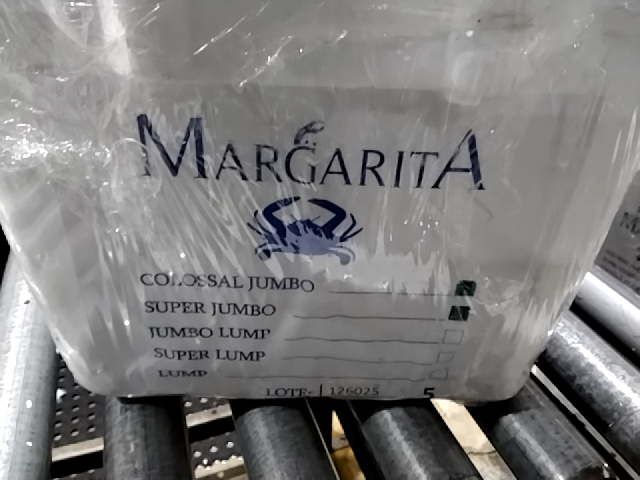 MARGARITA
COLOSSAL JUMBO
SUPER JUMBO
JUMBO LUMP
SUPER LUMP
LUMP
LOTE- 126025 5